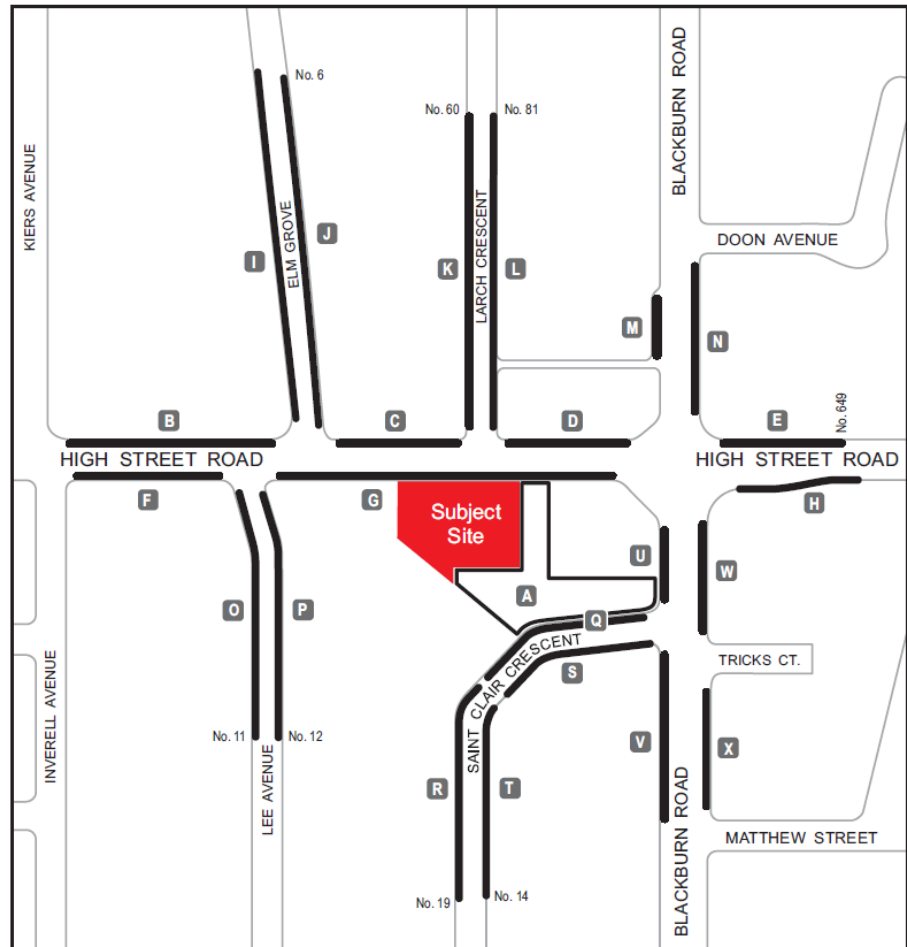 No. 6
No. 60
No. 81
BLACKBURN ROAD
KIERS AVENUE
DOON AVENUE
ELM GROVE
J
I
K
LARCH CRESCENT
L
M
N
B
C
D
E
No. 649
HIGH STREET ROAD
HIGH STREET ROAD
F
G
H
Subject
Site
U
W
A
O
P
Q
SAINT CLAIR CRESCENT
S
TRICKS CT.
INVERELL AVENUE
No. 11
No. 12
LEE AVENUE
V
X
R
T
BLACKBURN ROAD
MATTHEW STREET
No. 19
No. 14